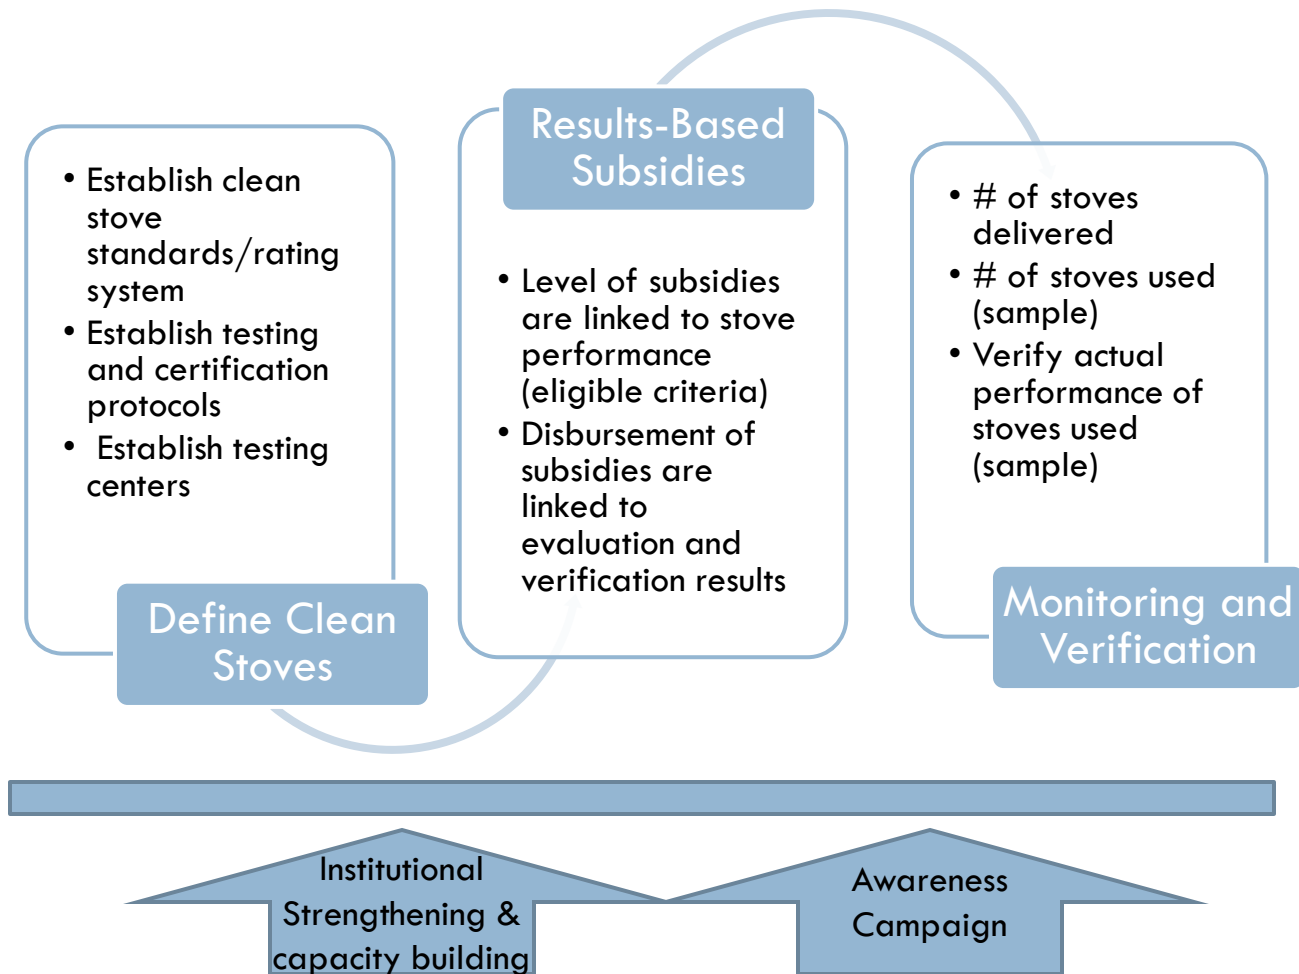 • Establish clean
stove
standards/rating
system
• Establish testing
and certification
protocols
• Establish testing
centers
Define Clean
Stoves
Results-Based
Subsidies
• Level of subsidies
are linked to stove
performance
(eligible criteria)
• Disbursement of
subsidies are
linked to
evaluation and
verification results
• # of stoves
delivered
• # of stoves used
(sample)
• Verify actual
performance of
stoves used
(sample)
Monitoring and
Verification
Institutional
Strengthening &
capacity building
Awareness
Campaign